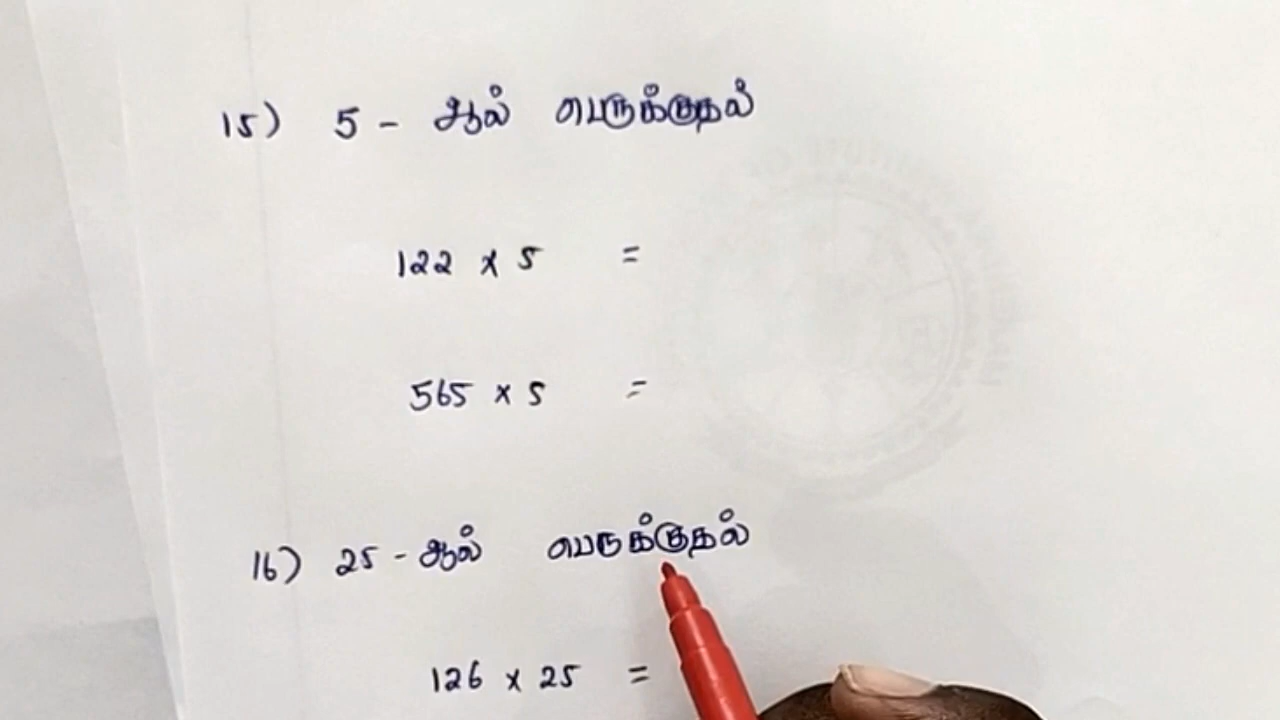 15) 5 - ஆல் பெருக்குதல்
122 × 5 =
565 × 5 =
16) 25 - ஆல் பெருக்குதல்
126 × 25 =